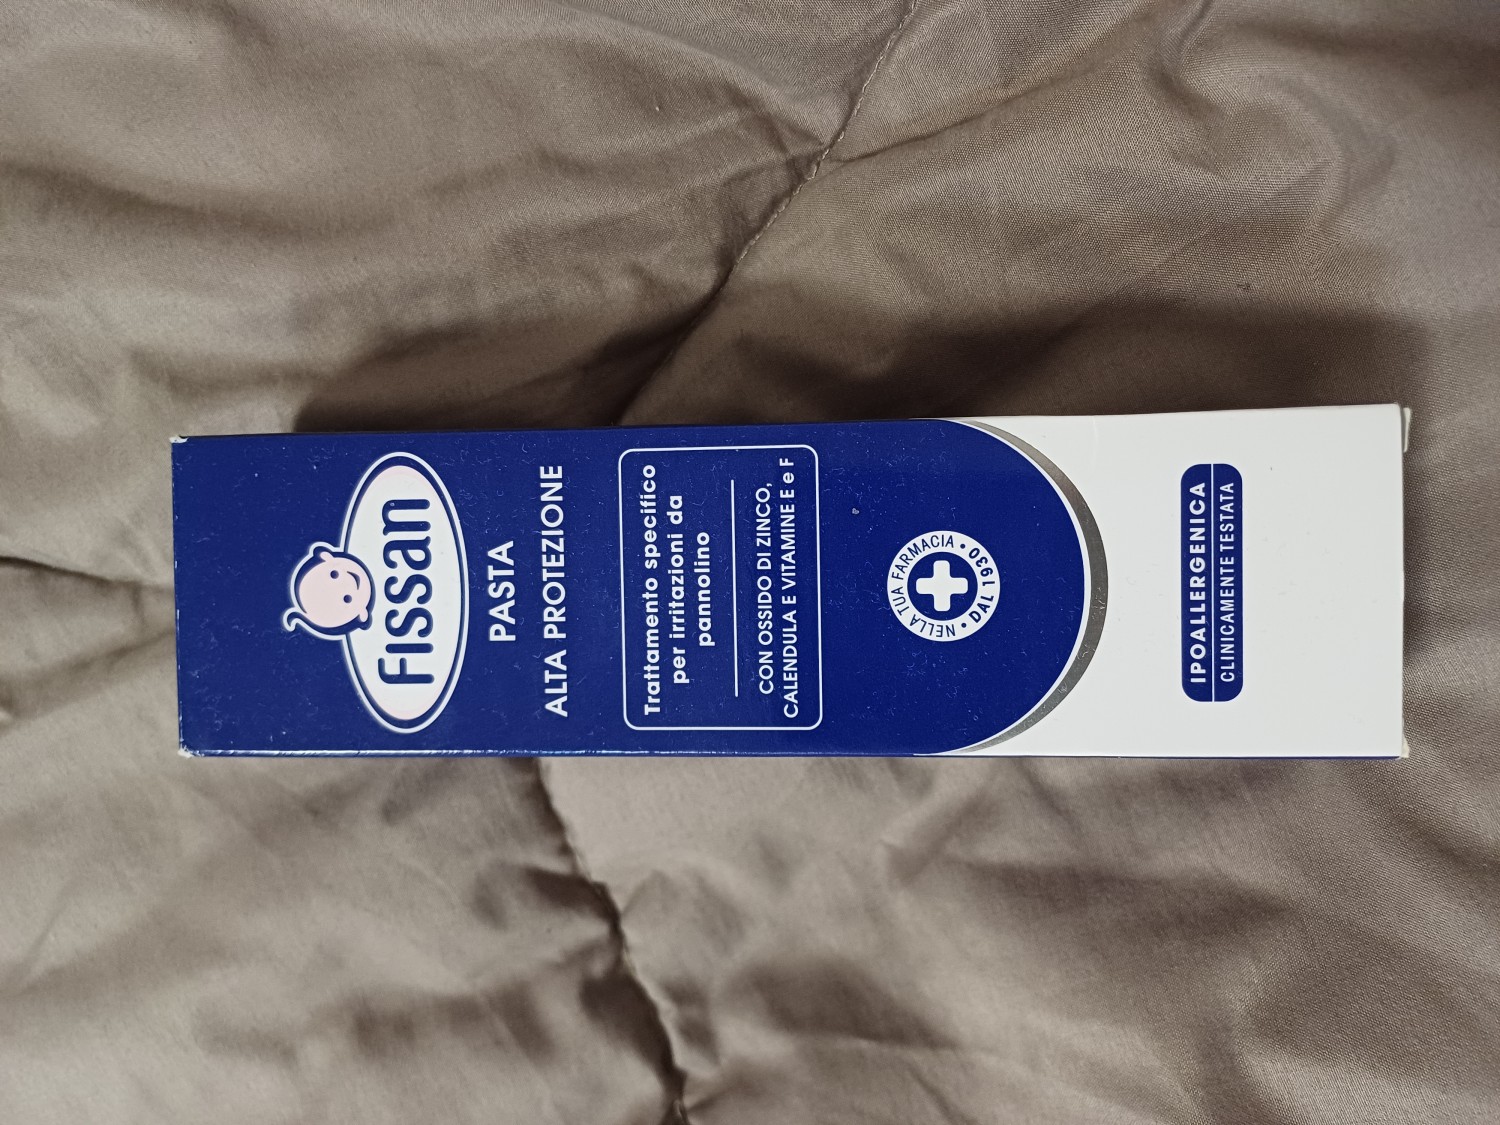 Fissan
PASTA
ALTA PROTEZIONE
Trattamento specifico
per irritazioni da
pannolino
CON OSSIDO DI ZINCO,
CALENDULA E VITAMINE E e F
NELLA TUA FARMACIA • DAL 1930 •
IPOALLERGENICA
CLINICAMENTE TESTATA